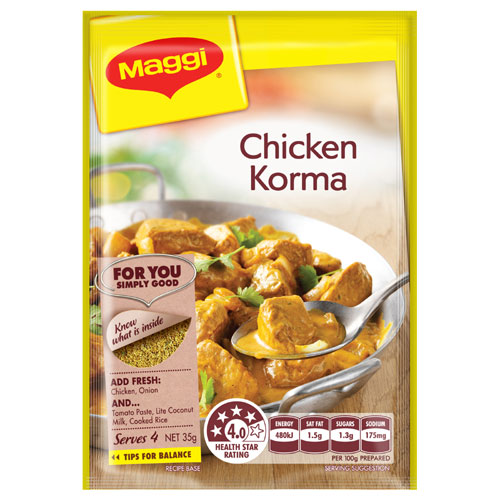 Maggi
®
Chicken
Korma
FOR YOU
SIMPLY GOOD
Know
what is inside
ADD FRESH:
Chicken, Onion
AND...
Tomato Paste, Lite Coconut
Milk, Cooked Rice
Serves 4 NET 35g
TIPS FOR BALANCE
RECIPE BASE
4.0
HEALTH STAR
RATING
ENERGY
480kJ
SAT FAT
1.5g
SUGARS
1.3g
SODIUM
175mg
PER 100g PREPARED
SERVING SUGGESTION